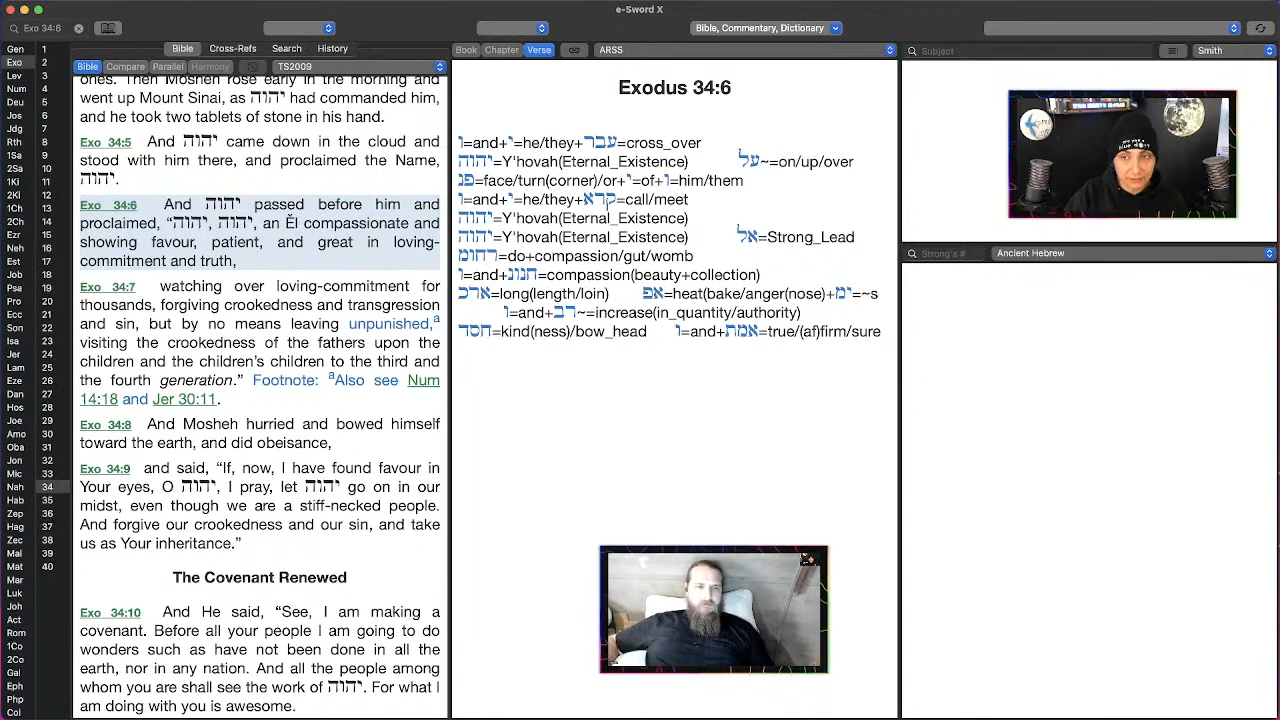 e-Sword X
Exo 34:6
Bible, Commentary, Dictionary
Bible
Cross-Refs
Search
History
Bible
Compare
Parallel
Harmony
TS2009
Gen
Exo
Lev
Num
Deu
Jos
Jdg
Rth
1Sa
2Sa
1Ki
2Ki
1Ch
2Ch
Ezr
Neh
Est
Job
Psa
Pro
Ecc
Son
Isa
Jer
Lam
Eze
Dan
Hos
Joe
Amo
Oba
Jon
Mic
Nah
Hab
Zep
Hag
Zec
Mal
Mat
Mar
Luk
Joh
Act
Rom
1Co
2Co
Gal
Eph
Php
Col
1
2
3
4
5
6
7
8
9
10
11
12
13
14
15
16
17
18
19
20
21
22
23
24
25
26
27
28
29
30
31
32
33
34
35
36
37
38
39
40
ones. Then Mosheh rose early in the morning and
went up Mount Sinai, as יהוה had commanded him,
and he took two tablets of stone in his hand.
Exo 34:5 And יהוה came down in the cloud and
stood with him there, and proclaimed the Name,
יהוה.
Exo 34:6 And יהוה passed before him and
proclaimed, “יהוה, יהוה, an Ěl compassionate and
showing favour, patient, and great in loving-
commitment and truth,
Exo 34:7 watching over loving-commitment for
thousands, forgiving crookedness and transgression
and sin, but by no means leaving unpunished,a
visiting the crookedness of the fathers upon the
children and the children’s children to the third and
the fourth generation.” Footnote: aAlso see Num
14:18 and Jer 30:11.
Exo 34:8 And Mosheh hurried and bowed himself
toward the earth, and did obeisance,
Exo 34:9 and said, “If, now, I have found favour in
Your eyes, O יהוה, I pray, let יהוה go on in our
midst, even though we are a stiff-necked people.
And forgive our crookedness and our sin, and take
us as Your inheritance.”
The Covenant Renewed
Exo 34:10 And He said, “See, I am making a
covenant. Before all your people I am going to do
wonders such as have not been done in all the
earth, nor in any nation. And all the people among
whom you are shall see the work of יהוה. For what I
am doing with you is awesome.
Book
Chapter
Verse
ARSS
Exodus 34:6
ו=and+י=he/they+עבר=cross_over
יהוה=Y'hovah(Eternal_Existence) על~=on/up/over
פנ=face/turn(corner)/or+י=of+ו=him/them
ו=and+י=he/they+קרא=call/meet
יהוה=Y'hovah(Eternal_Existence)
יהוה=Y'hovah(Eternal_Existence) אל=Strong_Lead
רחומ=do+compassion/gut/womb
ו=and+חנונ=compassion(beauty+collection)
ארכ=long(length/loin) אפ=heat(bake/anger(nose)+ימ=~s
ו=and+רב~=increase(in_quantity/authority)
חסד=kind(ness)/bow_head ו=and+אמת=true/(af)firm/sure
Subject
Smith
Strong's #
Ancient Hebrew